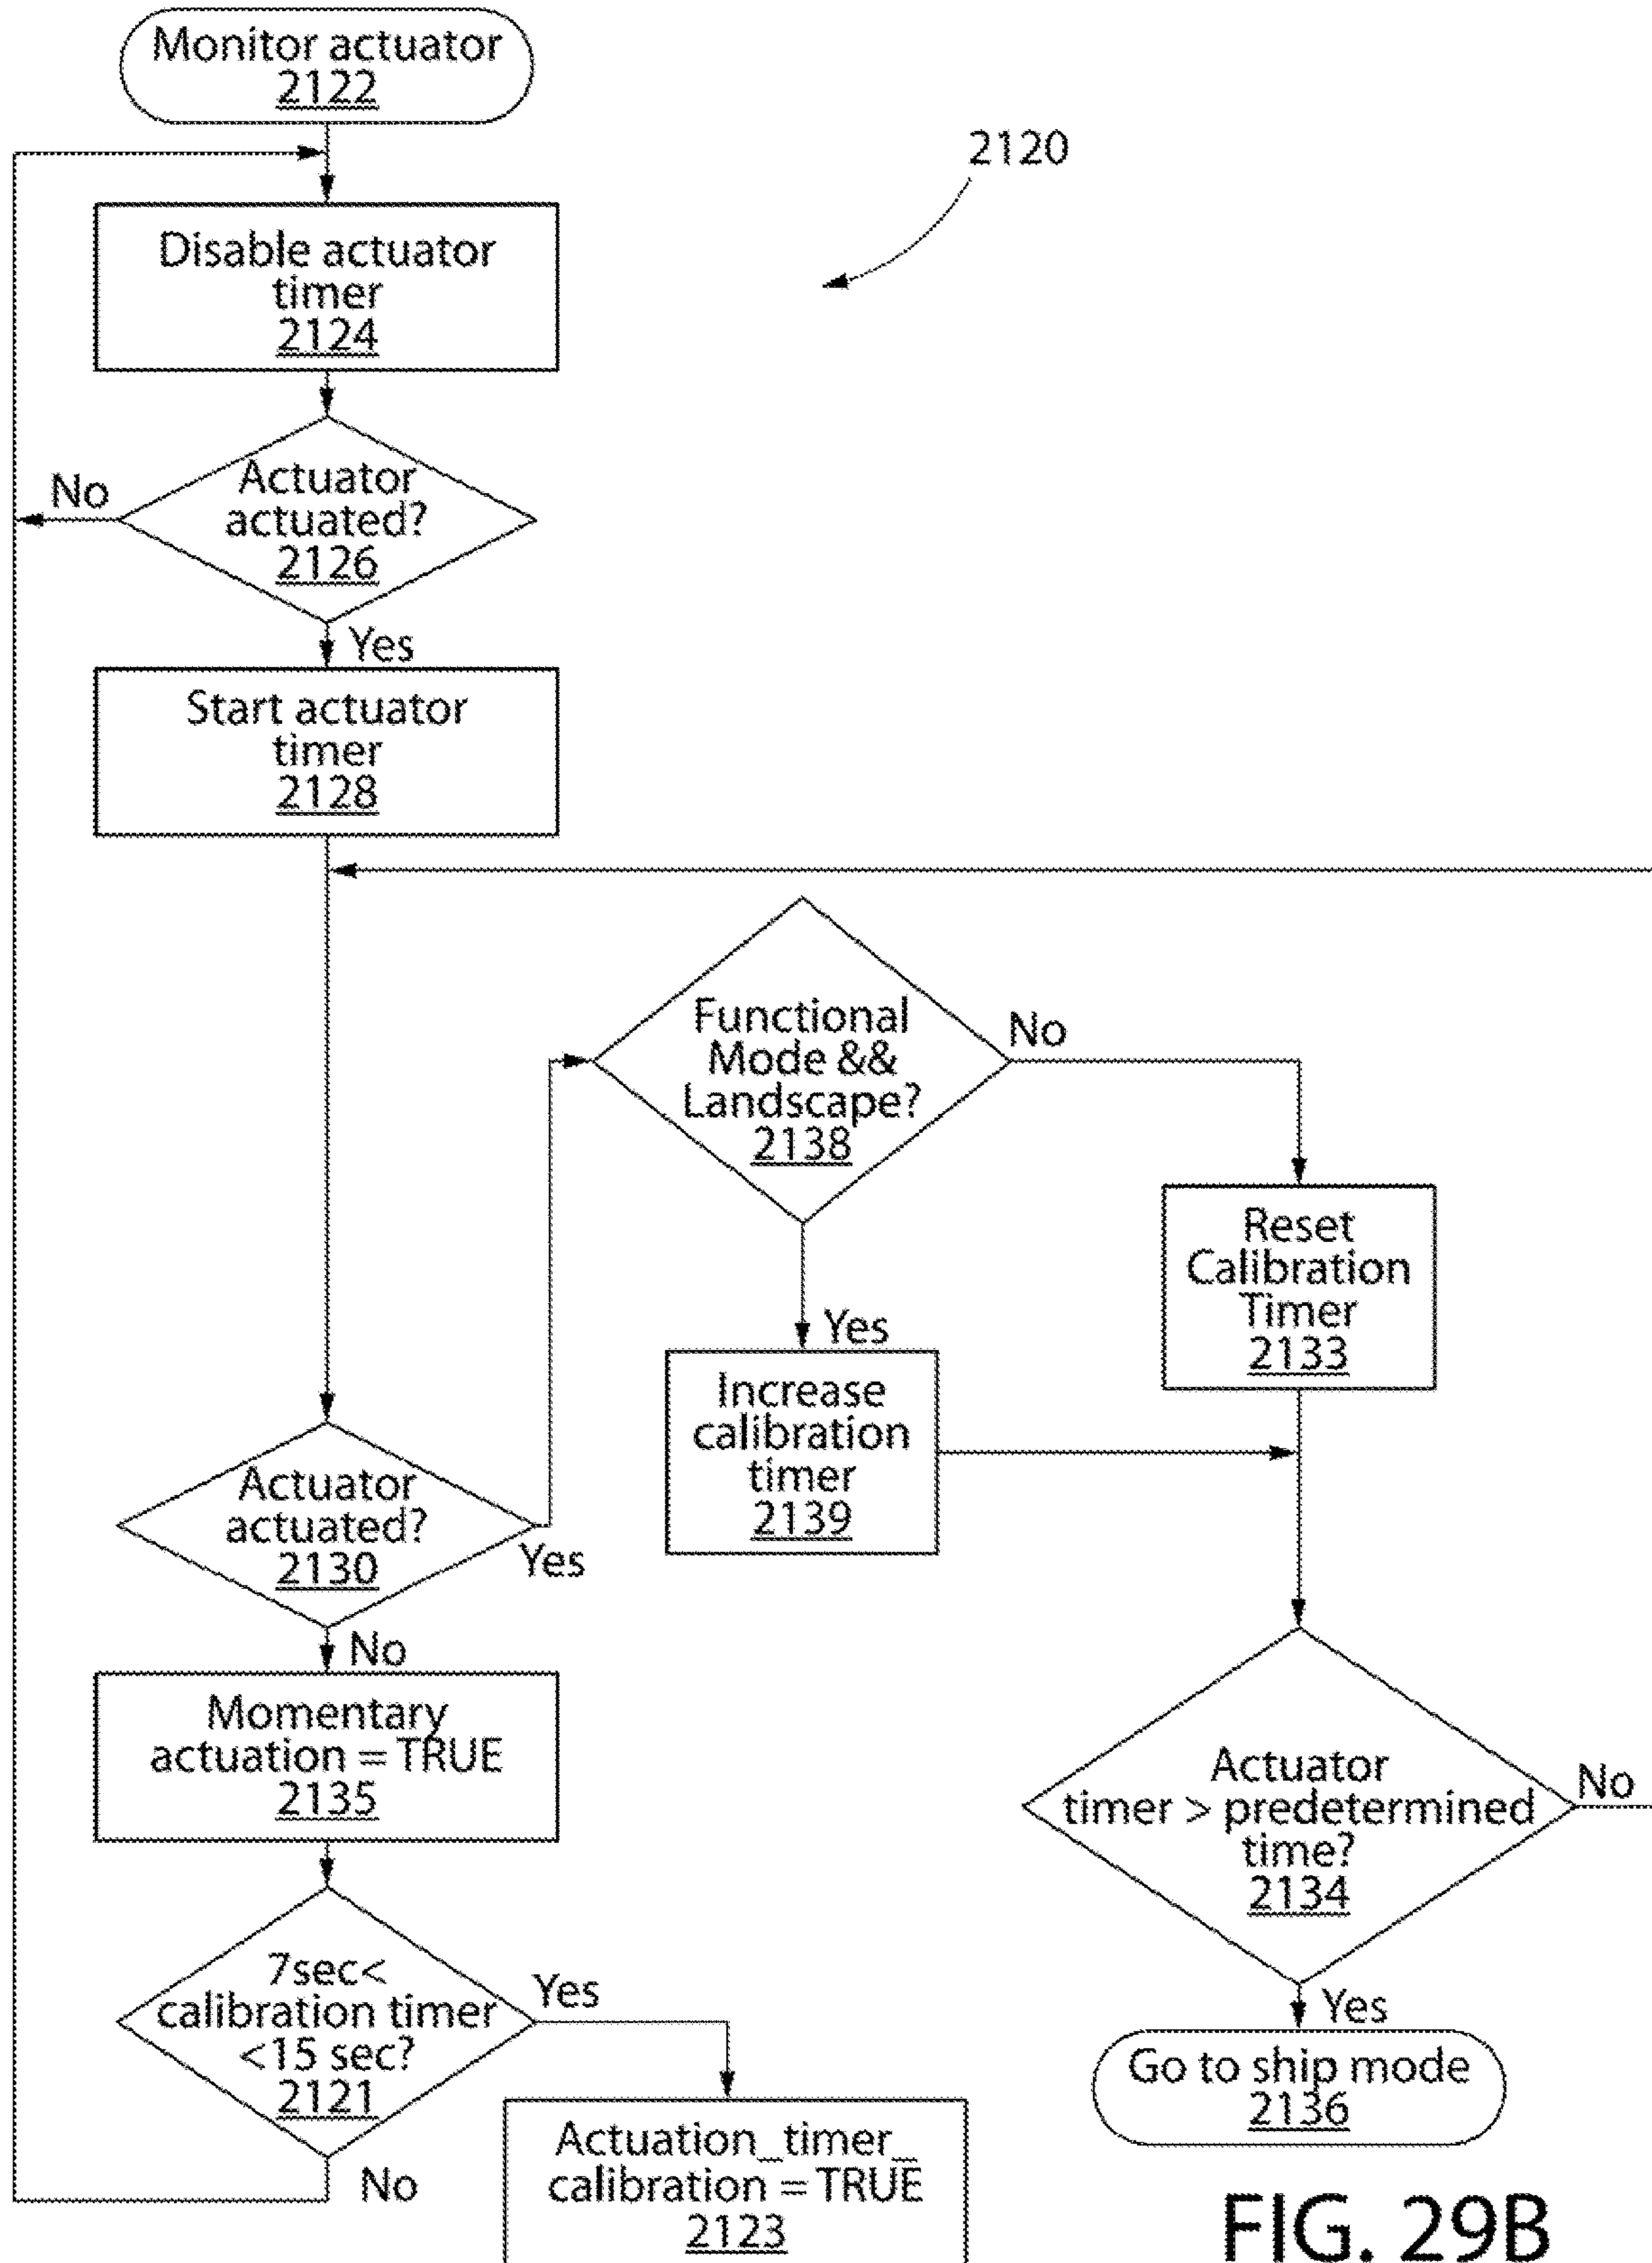 Monitor actuator
2122
2120
Disable actuator
timer
2124
Actuator
actuated?
2126
No
Yes
Start actuator
timer
2128
Functional
Mode &&
Landscape?
2138
No
Yes
Reset
Calibration
Timer
2133
Increase
calibration
timer
2139
Actuator
actuated?
2130
Yes
No
Momentary
actuation = TRUE
2135
Actuator
timer > predetermined
time?
2134
No
Yes
Go to ship mode
2136
7sec<
calibration timer
<15 sec?
2121
Yes
No
Actuation_timer_
calibration = TRUE
2123
FIG. 29B